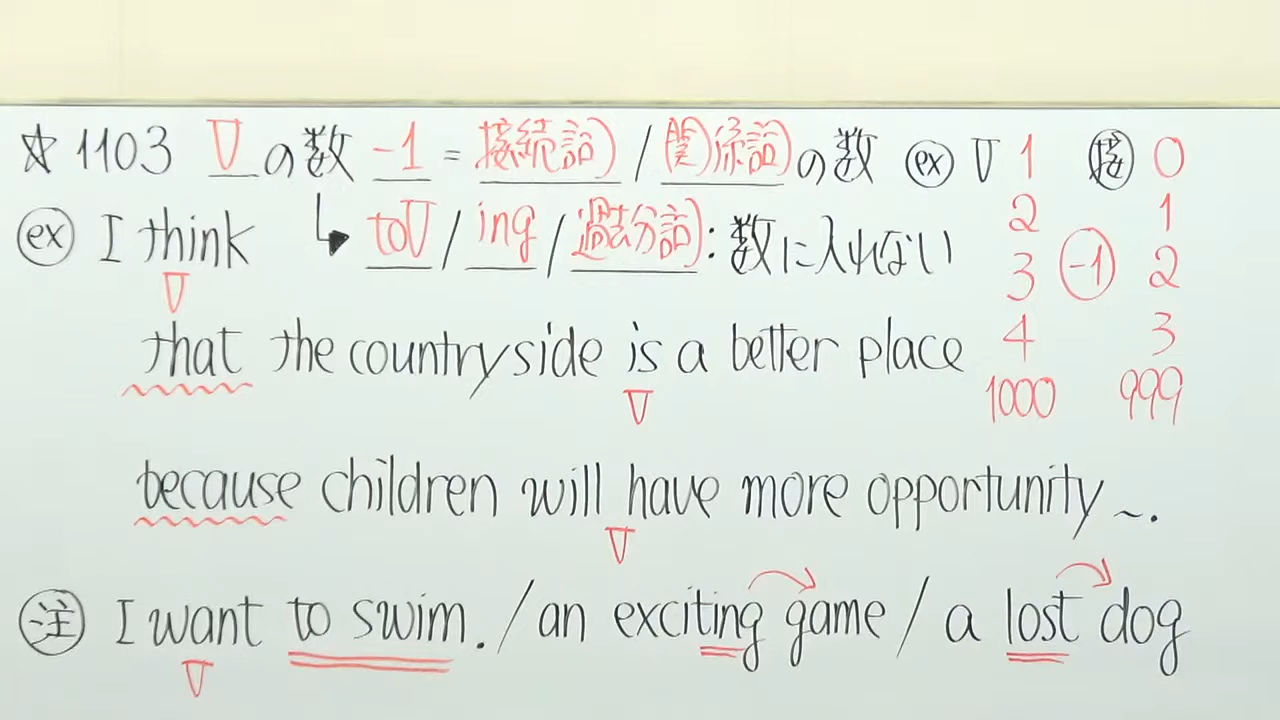 ☆ 1103 Vの数 -1 = 接続詞 / 関係詞の数 ex V 1 接 0
ex I think toV / ing / 過去分詞 : 数に入れない 2 1
V 3 -1 2
that the countryside is a better place 4 3
V 1000 999
because children will have more opportunity ~.
V
注 I want to swim. / an exciting game / a lost dog
V